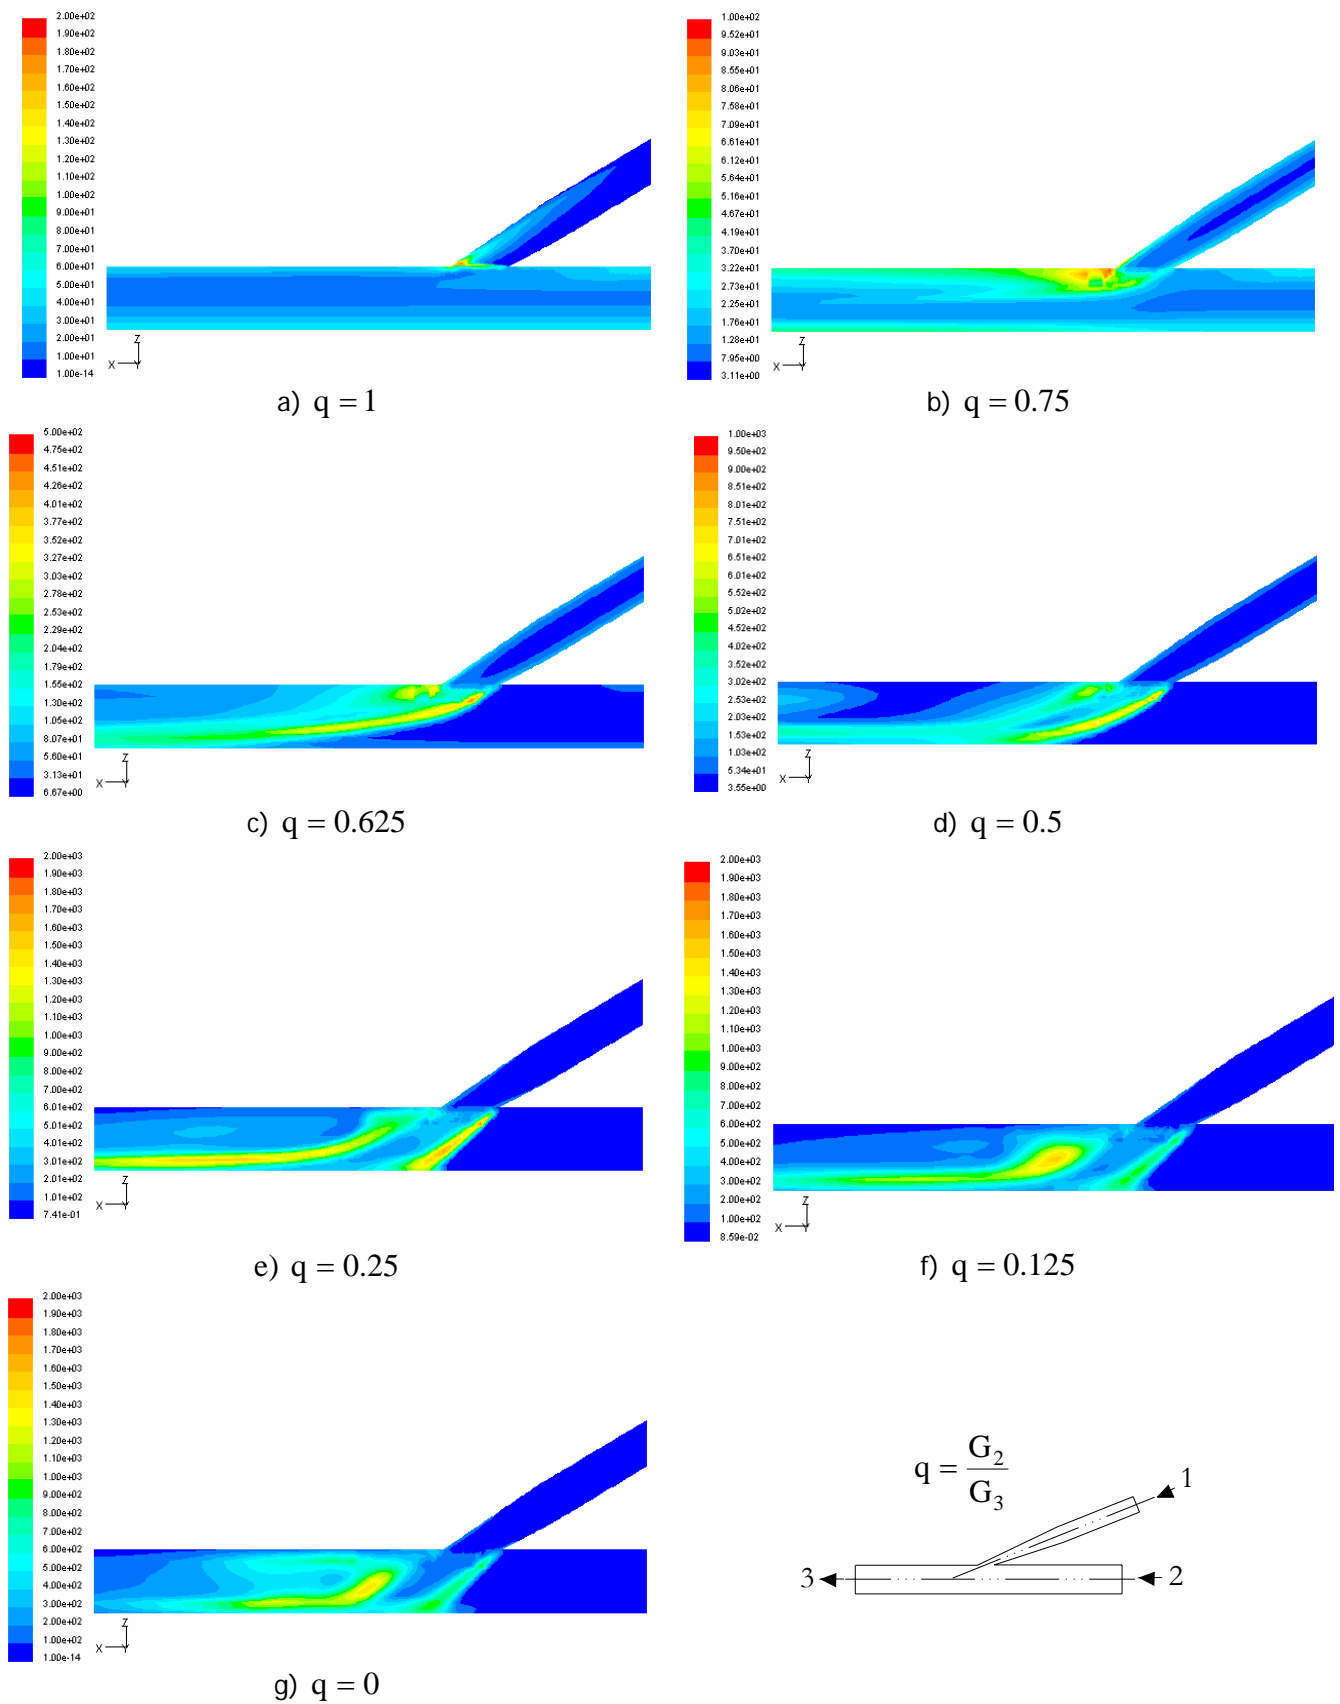 2.00e+02
1.90e+02
1.80e+02
1.70e+02
1.60e+02
1.50e+02
1.40e+02
1.30e+02
1.20e+02
1.10e+02
1.00e+02
9.00e+01
8.00e+01
7.00e+01
6.00e+01
5.00e+01
4.00e+01
3.00e+01
2.00e+01
1.00e+01
1.00e-14
Z
X Y
a) q = 1
1.00e+02
9.52e+01
9.03e+01
8.55e+01
8.06e+01
7.58e+01
7.09e+01
6.61e+01
6.12e+01
5.64e+01
5.16e+01
4.67e+01
4.19e+01
3.70e+01
3.22e+01
2.73e+01
2.25e+01
1.76e+01
1.28e+01
7.95e+00
3.11e+00
Z
X Y
b) q = 0.75
5.00e+02
4.75e+02
4.51e+02
4.26e+02
4.01e+02
3.77e+02
3.52e+02
3.27e+02
3.03e+02
2.78e+02
2.53e+02
2.29e+02
2.04e+02
1.79e+02
1.55e+02
1.30e+02
1.05e+02
8.07e+01
5.60e+01
3.13e+01
6.67e+00
Z
X Y
c) q = 0.625
1.00e+03
9.50e+02
9.00e+02
8.51e+02
8.01e+02
7.51e+02
7.01e+02
6.51e+02
6.01e+02
5.52e+02
5.02e+02
4.52e+02
4.02e+02
3.52e+02
3.02e+02
2.53e+02
2.03e+02
1.53e+02
1.03e+02
5.34e+01
3.55e+00
Z
X Y
d) q = 0.5
2.00e+03
1.90e+03
1.80e+03
1.70e+03
1.60e+03
1.50e+03
1.40e+03
1.30e+03
1.20e+03
1.10e+03
1.00e+03
9.00e+02
8.00e+02
7.00e+02
6.01e+02
5.01e+02
4.01e+02
3.01e+02
2.01e+02
1.01e+02
7.41e-01
Z
X Y
e) q = 0.25
2.00e+03
1.90e+03
1.80e+03
1.70e+03
1.60e+03
1.50e+03
1.40e+03
1.30e+03
1.20e+03
1.10e+03
1.00e+03
9.00e+02
8.00e+02
7.00e+02
6.00e+02
5.00e+02
4.00e+02
3.00e+02
2.00e+02
1.00e+02
8.59e-02
Z
X Y
f) q = 0.125
2.00e+03
1.90e+03
1.80e+03
1.70e+03
1.60e+03
1.50e+03
1.40e+03
1.30e+03
1.20e+03
1.10e+03
1.00e+03
9.00e+02
8.00e+02
7.00e+02
6.00e+02
5.00e+02
4.00e+02
3.00e+02
2.00e+02
1.00e+02
1.00e-14
Z
X Y
g) q = 0
q = G₂/G₃
1
3 2